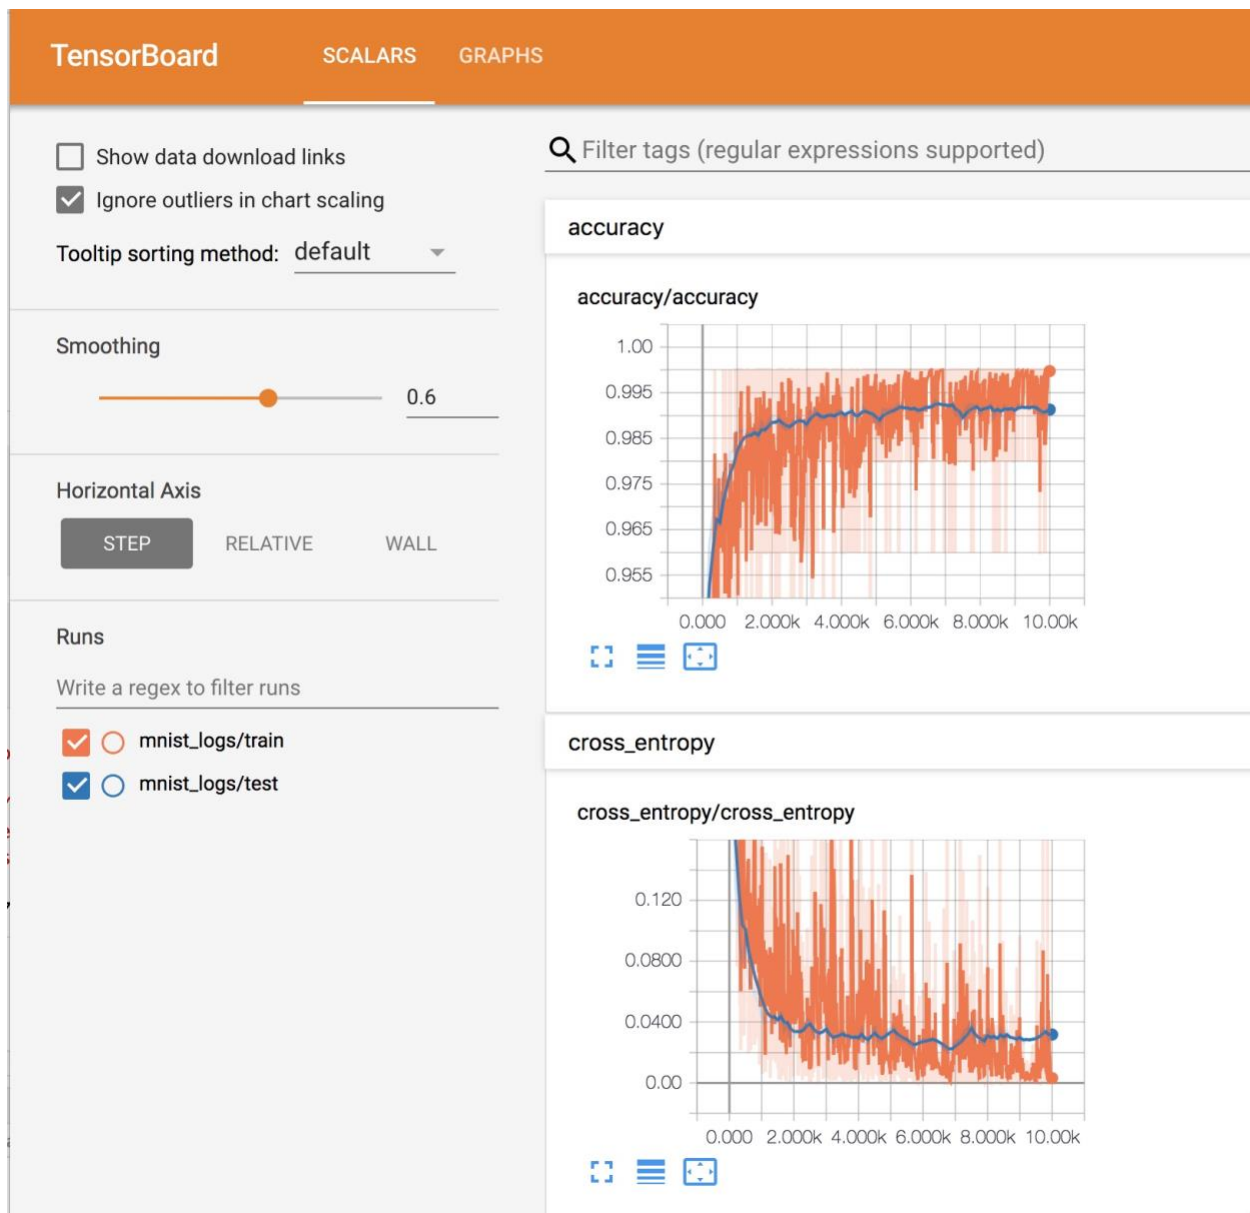 TensorBoard SCALARS GRAPHS
Show data download links
Ignore outliers in chart scaling
Tooltip sorting method: default
Smoothing
0.6
Horizontal Axis
STEP RELATIVE WALL
Runs
Write a regex to filter runs
mnist_logs/train
mnist_logs/test
Filter tags (regular expressions supported)
accuracy
accuracy/accuracy
1.00
0.995
0.985
0.975
0.965
0.955
0.000 2.000k 4.000k 6.000k 8.000k 10.00k
cross_entropy
cross_entropy/cross_entropy
0.120
0.0800
0.0400
0.00
0.000 2.000k 4.000k 6.000k 8.000k 10.00k